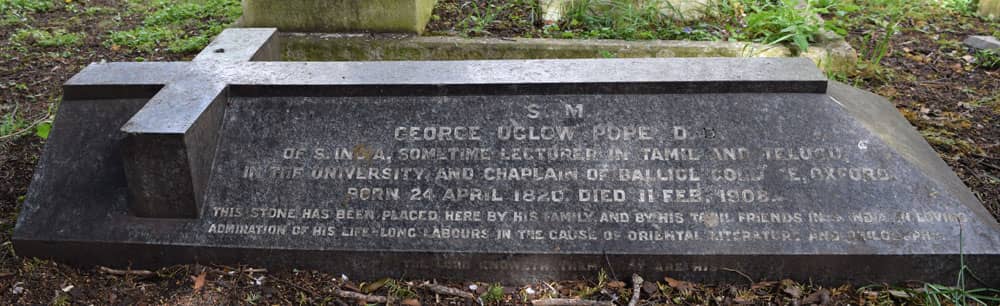 S M
GEORGE UGLOW POPE D.D.
OF S. INDIA, SOMETIME LECTURER IN TAMIL AND TELUGU
IN THE UNIVERSITY, AND CHAPLAIN OF BALLIOL COLLEGE, OXFORD.
BORN 24 APRIL 1820. DIED 11 FEB. 1908.
THIS STONE HAS BEEN PLACED HERE BY HIS FAMILY, AND BY HIS TAMIL FRIENDS IN S. INDIA, IN LOVING
ADMIRATION OF HIS LIFE-LONG LABOURS IN THE CAUSE OF ORIENTAL LITERATURE AND PHILOSOPHY.